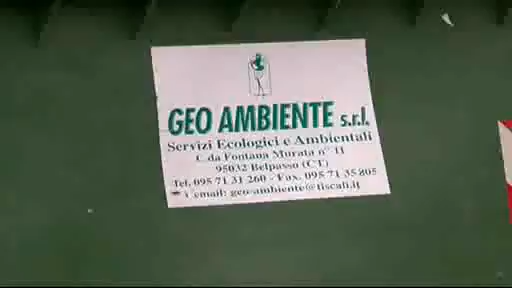 GEO AMBIENTE s.r.l.
Servizi Ecologici e Ambientali
C.da Fontana Murata n° 11
95032 Belpasso (CT)
Tel. 095 71 31 260 - Fax. 095 71 35 805
e email: geo-ambiente@tiscali.it